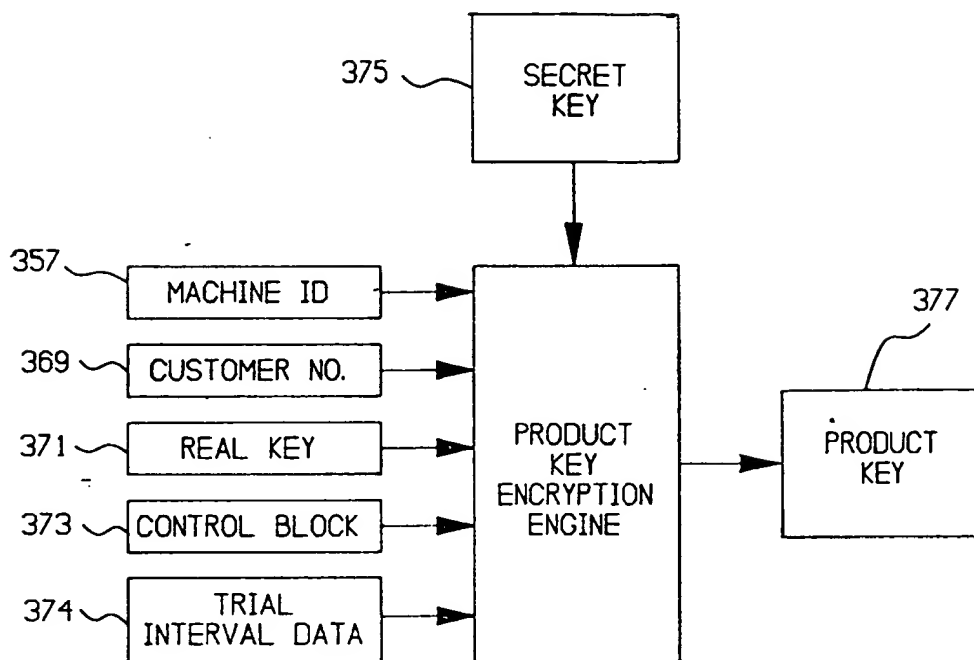 375
SECRET
KEY
357
MACHINE ID
377
369
CUSTOMER NO.
371
REAL KEY
PRODUCT
KEY
ENCRYPTION
ENGINE
PRODUCT
KEY
373
CONTROL BLOCK
374
TRIAL
INTERVAL DATA